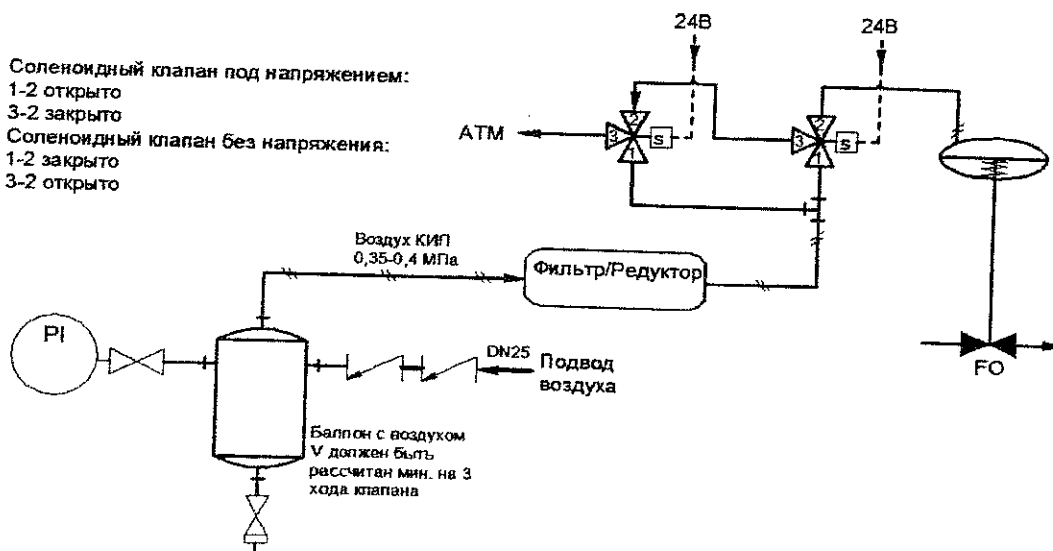 Соленоидный клапан под напряжением:
1-2 открыто
3-2 закрыто
Соленоидный клапан без напряжения:
1-2 закрыто
3-2 открыто
24В
24В
АТМ
2
3
1
S
2
3
1
S
Воздух КИП
0,35-0,4 МПа
Фильтр/Редуктор
PI
DN25
Подвод
воздуха
FO
Баллон с воздухом
V должен быть
рассчитан мин. на 3
хода клапана